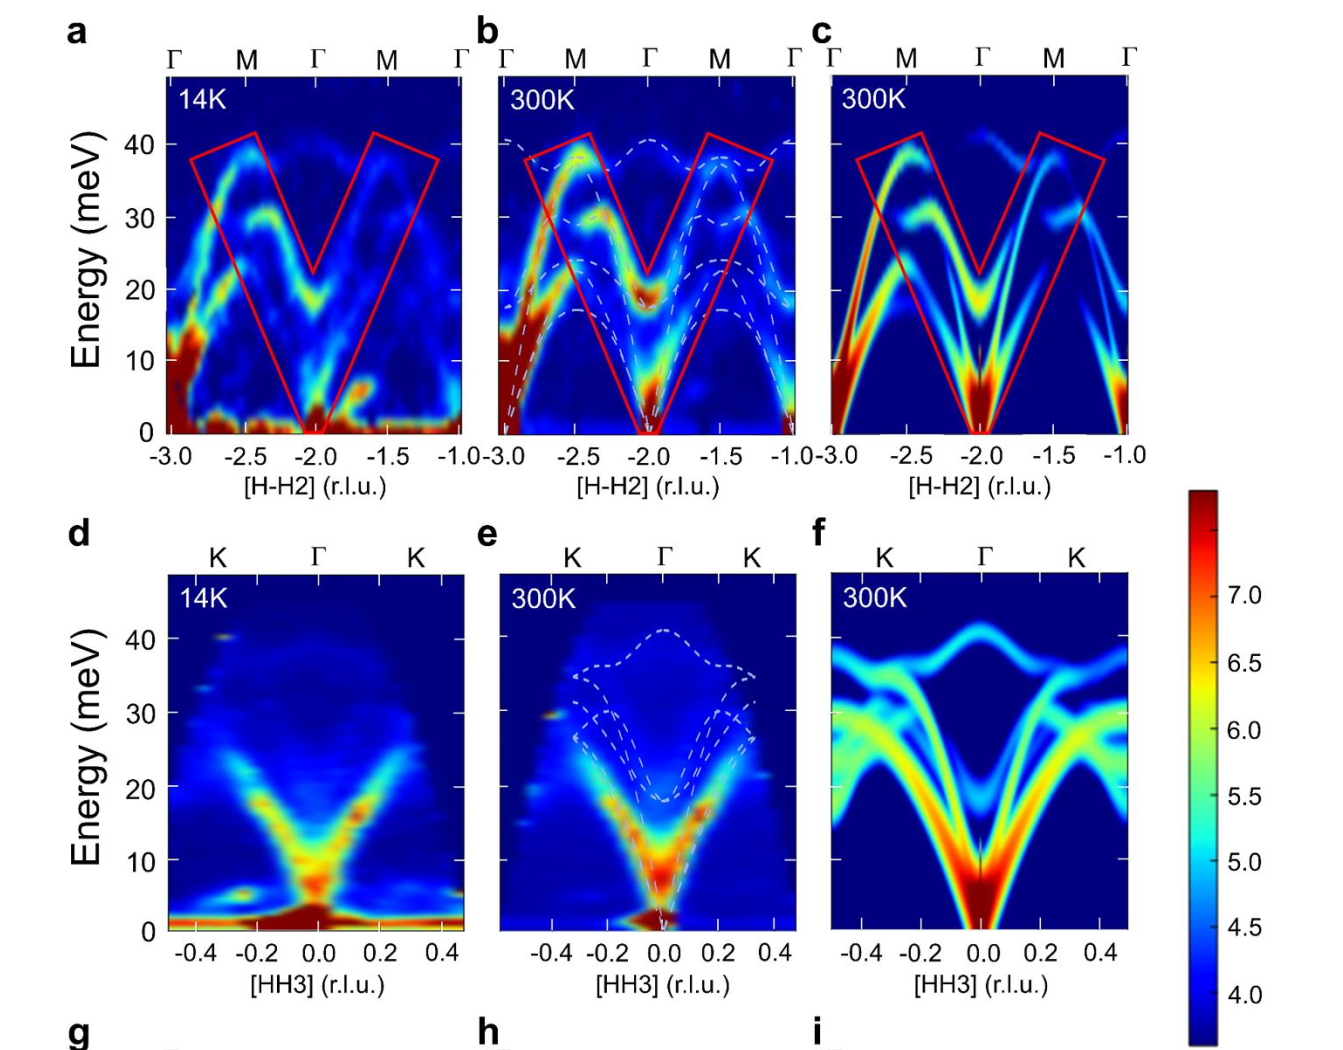 a b c
Γ M Γ M Γ Γ M Γ M Γ Γ M Γ M Γ
14K 300K 300K
Energy (meV)
40
30
20
10
0
-3.0 -2.5 -2.0 -1.5 -1.0 -3.0 -2.5 -2.0 -1.5 -1.0 -3.0 -2.5 -2.0 -1.5 -1.0
[H-H2] (r.l.u.) [H-H2] (r.l.u.) [H-H2] (r.l.u.)
d e f
K Γ K K Γ K K Γ K
14K 300K 300K
Energy (meV)
40
30
20
10
0
-0.4 -0.2 0.0 0.2 0.4 -0.4 -0.2 0.0 0.2 0.4 -0.4 -0.2 0.0 0.2 0.4
[HH3] (r.l.u.) [HH3] (r.l.u.) [HH3] (r.l.u.)
7.0
6.5
6.0
5.5
5.0
4.5
4.0
g h i